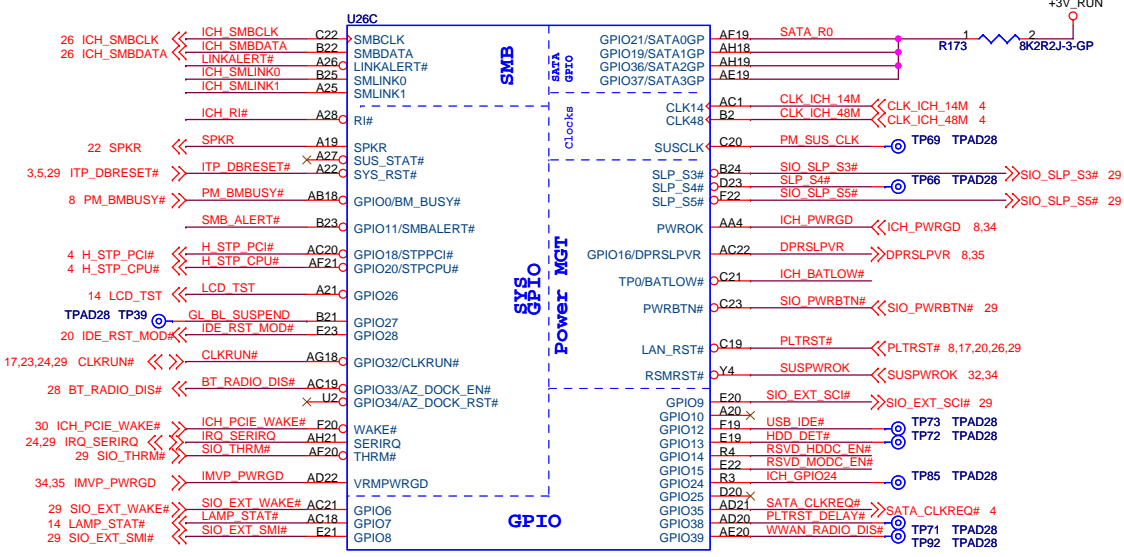 +3V_RUN
U26C
26 ICH_SMBCLK ICH_SMBCLK C22 SMBCLK
26 ICH_SMBDATA ICH_SMBDATA B22 SMBDATA
LINKALERT# A26 LINKALERT#
ICH_SMLINK0 B25 SMLINK0
ICH_SMLINK1 A25 SMLINK1
ICH_RI# A28 RI#
22 SPKR SPKR A19 SPKR
A27 SUS_STAT#
3,5,29 ITP_DBRESET# ITP_DBRESET# A22 SYS_RST#
8 PM_BMBUSY# PM_BMBUSY# AB18 GPIO0/BM_BUSY#
SMB_ALERT# B23 GPIO11/SMBALERT#
4 H_STP_PCI# H_STP_PCI# AC20 GPIO18/STPPCI#
4 H_STP_CPU# H_STP_CPU# AF21 GPIO20/STPCPU#
14 LCD_TST LCD_TST A21 GPIO26
TPAD28 TP39 GL_BL_SUSPEND B21 GPIO27
20 IDE_RST_MOD# IDE_RST_MOD# E23 GPIO28
17,23,24,29 CLKRUN# CLKRUN# AG18 GPIO32/CLKRUN#
28 BT_RADIO_DIS# BT_RADIO_DIS# AC19 GPIO33/AZ_DOCK_EN#
U2 GPIO34/AZ_DOCK_RST#
30 ICH_PCIE_WAKE# ICH_PCIE_WAKE# F20 WAKE#
24,29 IRQ_SERIRQ IRQ_SERIRQ AH21 SERIRQ
29 SIO_THRM# SIO_THRM# AF20 THRM#
34,35 IMVP_PWRGD IMVP_PWRGD AD22 VRMPWRGD
29 SIO_EXT_WAKE# SIO_EXT_WAKE# AC21 GPIO6
14 LAMP_STAT# LAMP_STAT# AC18 GPIO7
29 SIO_EXT_SMI# SIO_EXT_SMI# E21 GPIO8
SMB
SATA GPIO
Clocks
SYS GPIO
Power MGT
GPIO
GPIO21/SATA0GP AF19 SATA_R0 R173 1 2 8K2R2J-3-GP
GPIO19/SATA1GP AH18
GPIO36/SATA2GP AH19
GPIO37/SATA3GP AE19
CLK14 AC1 CLK_ICH_14M CLK_ICH_14M 4
CLK48 B2 CLK_ICH_48M CLK_ICH_48M 4
SUSCLK C20 PM_SUS_CLK TP69 TPAD28
SLP_S3# B24 SIO_SLP_S3# SIO_SLP_S3# 29
SLP_S4# D23 SLP_S4# TP66 TPAD28
SLP_S5# F22 SIO_SLP_S5# SIO_SLP_S5# 29
PWROK AA4 ICH_PWRGD ICH_PWRGD 8,34
GPIO16/DPRSLPVR AC22 DPRSLPVR DPRSLPVR 8,35
TP0/BATLOW# C21 ICH_BATLOW#
PWRBTN# C23 SIO_PWRBTN# SIO_PWRBTN# 29
LAN_RST# C19 PLTRST# PLTRST# 8,17,20,26,29
RSMRST# Y4 SUSPWROK SUSPWROK 32,34
GPIO9 E20 SIO_EXT_SCI# SIO_EXT_SCI# 29
GPIO10 A20
GPIO12 F19 USB_IDE# TP73 TPAD28
GPIO13 E19 HDD_DET# TP72 TPAD28
GPIO14 R4 RSVD_HDDC_EN#
GPIO15 E22 RSVD_MODC_EN#
GPIO24 R3 ICH_GPIO24 TP85 TPAD28
GPIO25 D20
GPIO35 AD21 SATA_CLKREQ# SATA_CLKREQ# 4
GPIO38 AD20 PLTRST_DELAY# TP71 TPAD28
GPIO39 AE20 WWAN_RADIO_DIS# TP92 TPAD28